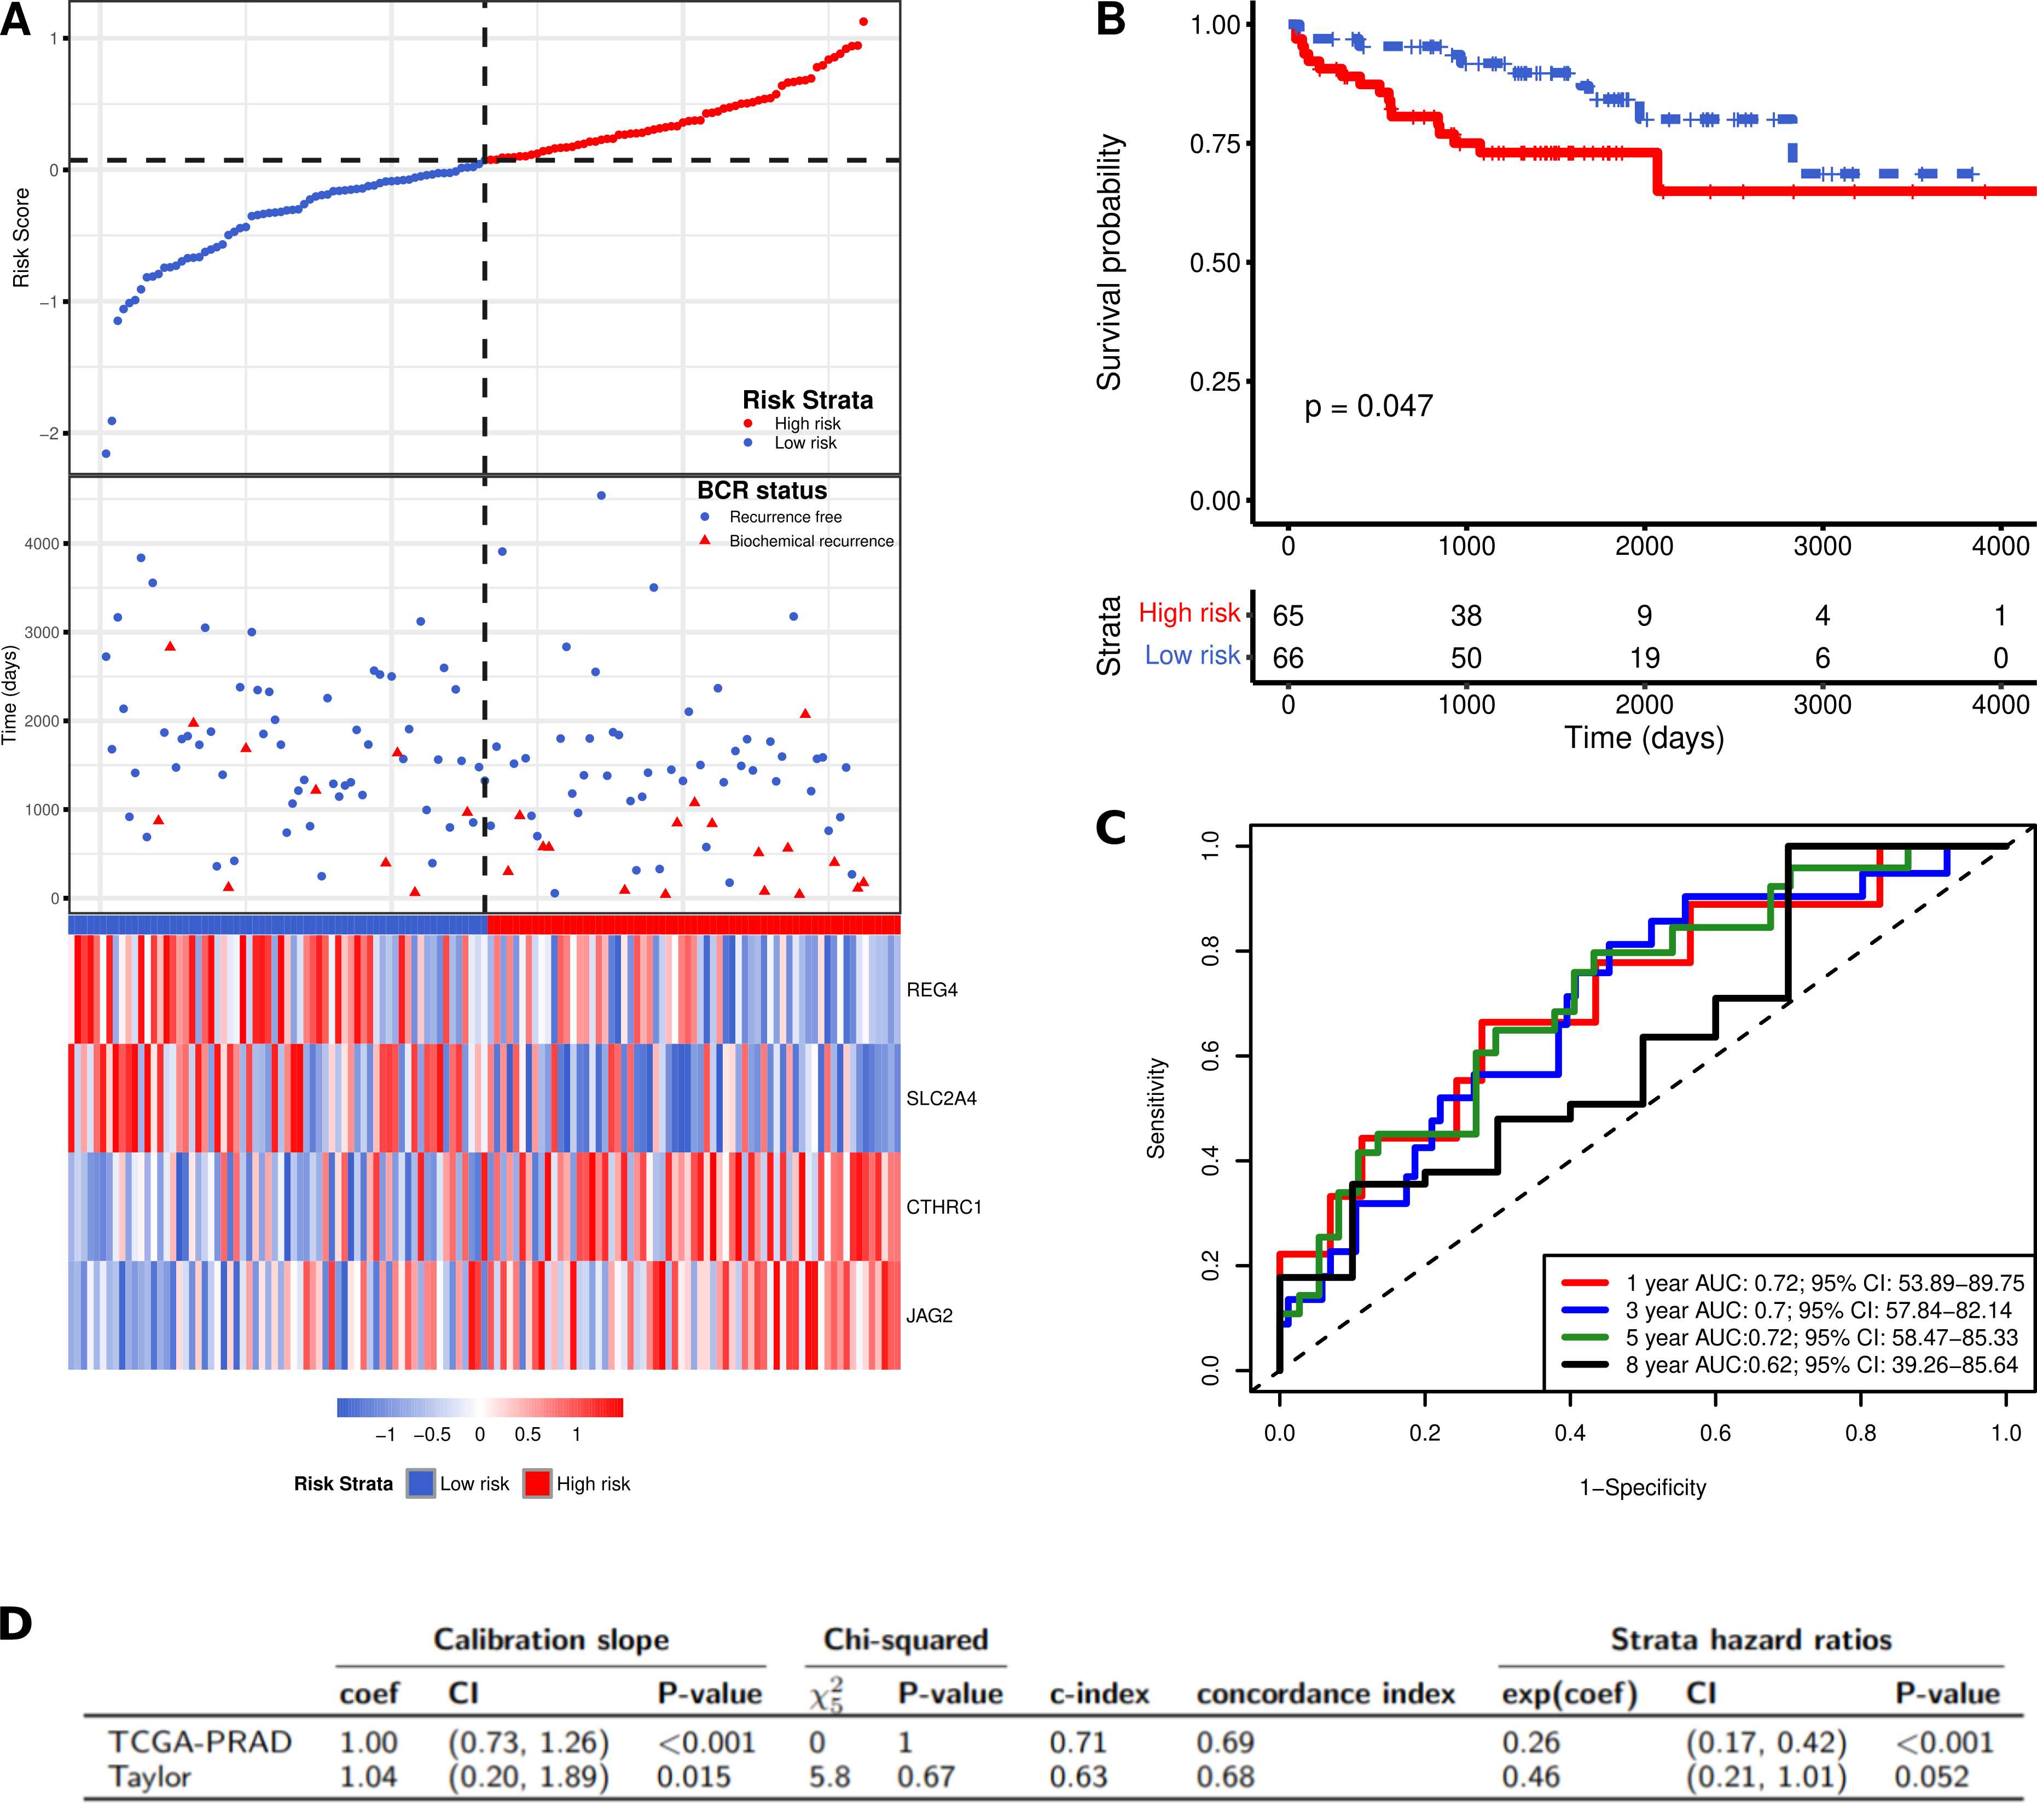 A
Risk Score
1
0
−1
−2
Risk Strata
High risk
Low risk
Time (days)
4000
3000
2000
1000
0
BCR status
Recurrence free
Biochemical recurrence
REG4
SLC2A4
CTHRC1
JAG2
−1 −0.5 0 0.5 1
Risk Strata Low risk High risk
B
Survival probability
1.00
0.75
0.50
0.25
0.00
p = 0.047
0 1000 2000 3000 4000
Strata
High risk 65 38 9 4 1
Low risk 66 50 19 6 0
0 1000 2000 3000 4000
Time (days)
C
Sensitivity
1.0
0.8
0.6
0.4
0.2
0.0
1 year AUC: 0.72; 95% CI: 53.89−89.75
3 year AUC: 0.7; 95% CI: 57.84−82.14
5 year AUC:0.72; 95% CI: 58.47−85.33
8 year AUC:0.62; 95% CI: 39.26−85.64
0.0 0.2 0.4 0.6 0.8 1.0
1−Specificity
D
Calibration slope Chi-squared Strata hazard ratios
coef CI P-value χ²₅ P-value c-index concordance index exp(coef) CI P-value
TCGA-PRAD 1.00 (0.73, 1.26) <0.001 0 1 0.71 0.69 0.26 (0.17, 0.42) <0.001
Taylor 1.04 (0.20, 1.89) 0.015 5.8 0.67 0.63 0.68 0.46 (0.21, 1.01) 0.052